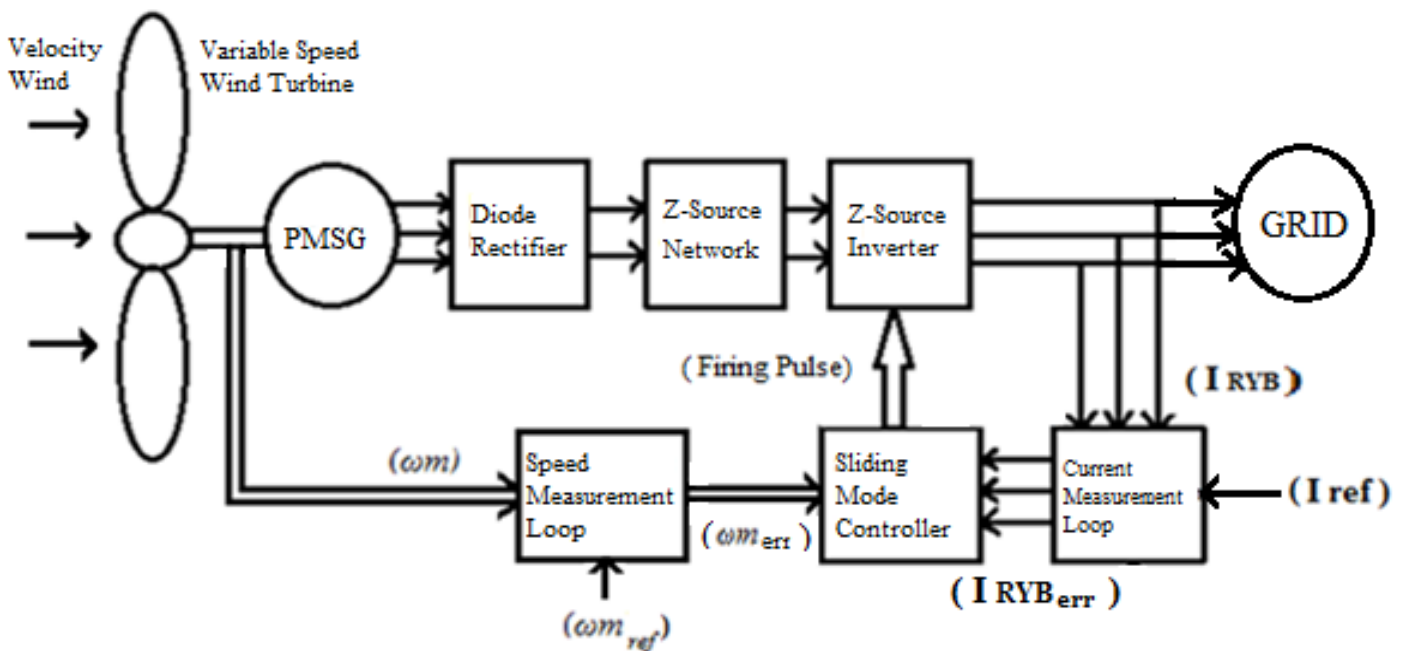 Velocity
Wind
Variable Speed
Wind Turbine
PMSG
Diode
Rectifier
Z-Source
Network
Z-Source
Inverter
GRID
( Firing Pulse)
( I RYB )
(ωm)
Speed
Measurement
Loop
(ωm err)
Sliding
Mode
Controller
Current
Measurement
Loop
( I ref )
( I RYB err )
(ωm ref)